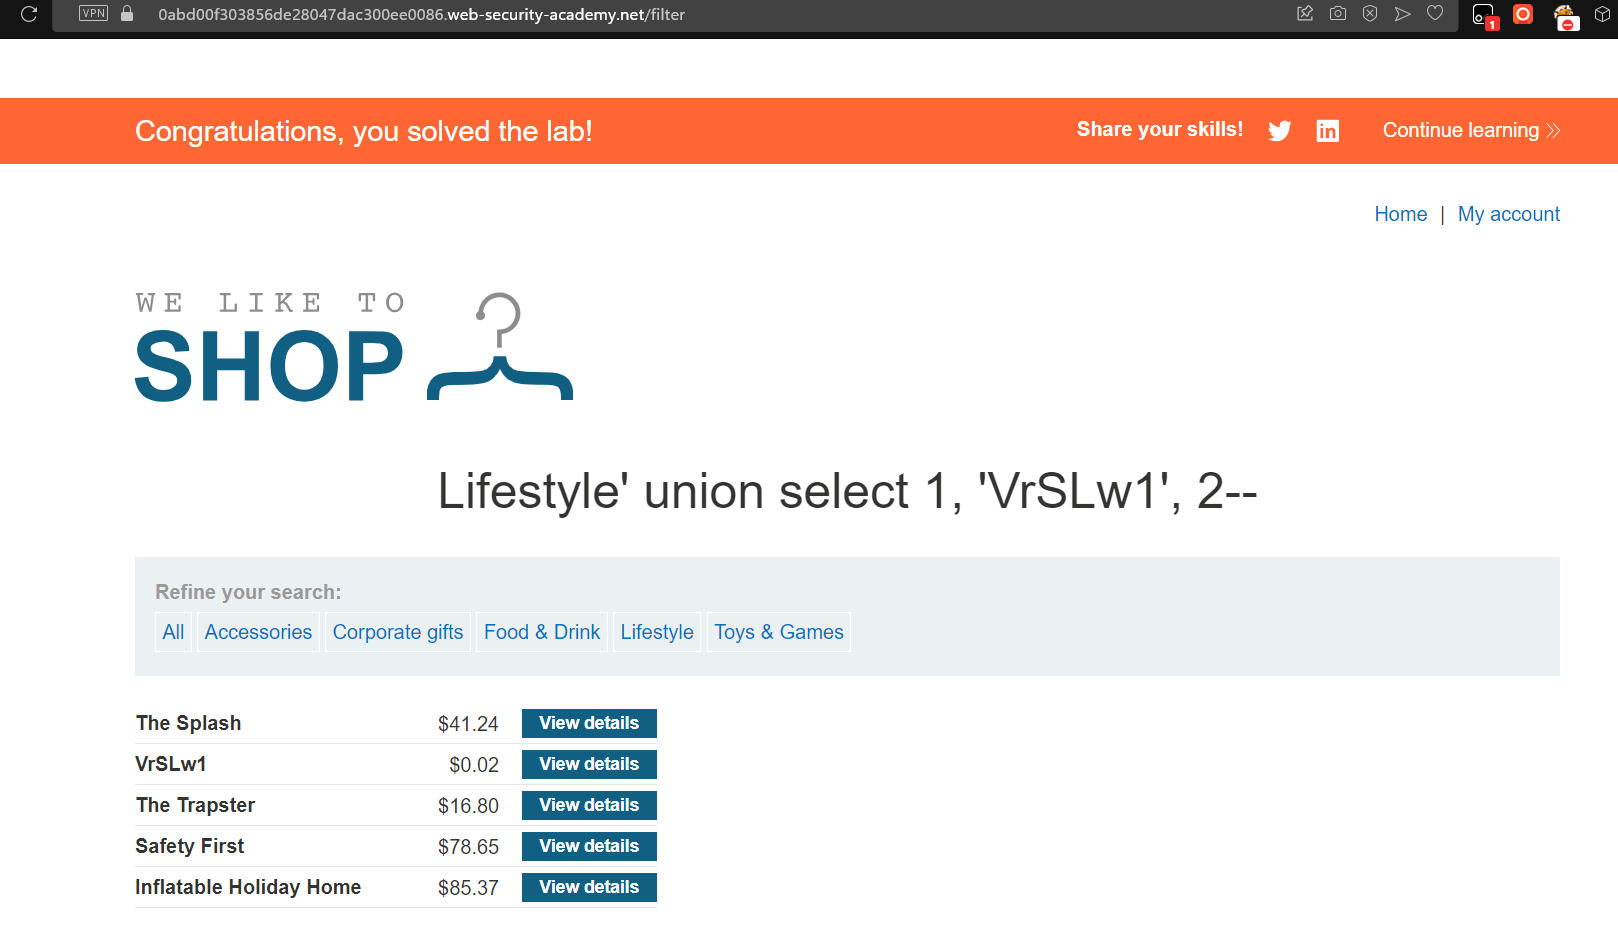 VPN 0abd00f303856de28047dac300ee0086.web-security-academy.net/filter
1
Congratulations, you solved the lab!
Share your skills!
Continue learning
Home | My account
WE LIKE TO
SHOP
Lifestyle' union select 1, 'VrSLw1', 2--
Refine your search:
All Accessories Corporate gifts Food & Drink Lifestyle Toys & Games
The Splash $41.24 View details
VrSLw1 $0.02 View details
The Trapster $16.80 View details
Safety First $78.65 View details
Inflatable Holiday Home $85.37 View details